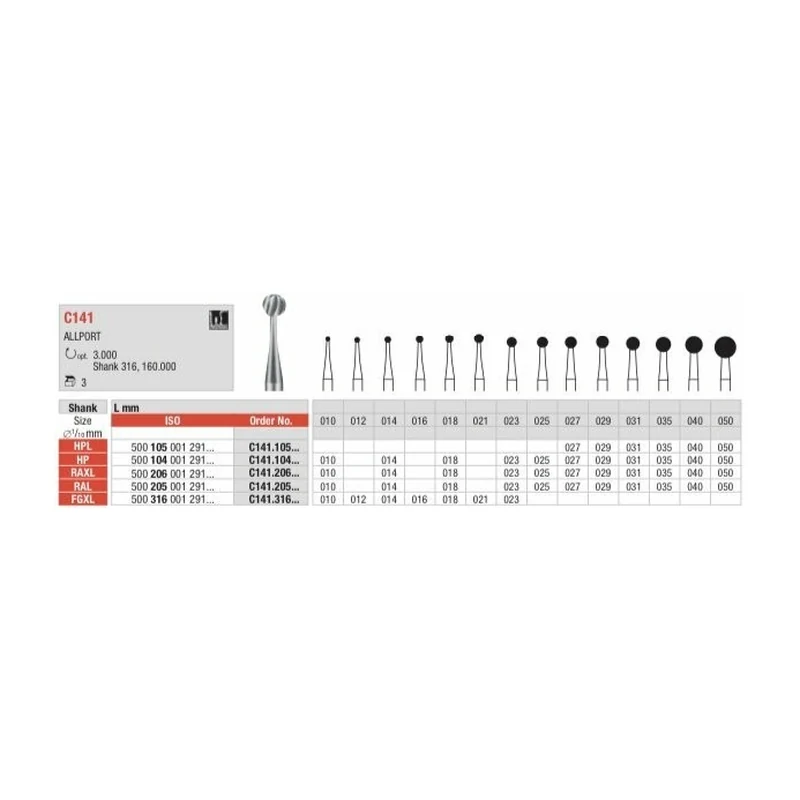 C141
ALLPORT
opt. 3.000
Shank 316, 160.000
3
Shank L mm
Size ISO Order No. 010 012 014 016 018 021 023 025 027 029 031 035 040 050
∅ 1/10 mm
HPL 500 105 001 291... C141.105... 027 029 031 035 040 050
HP 500 104 001 291... C141.104... 010 014 018 023 025 027 029 031 035 040 050
RAXL 500 206 001 291... C141.206... 010 014 018 023 025 027 029 031 035 040 050
RAL 500 205 001 291... C141.205... 010 014 018 023 025 027 029 031 035 040 050
FGXL 500 316 001 291... C141.316... 010 012 014 016 018 021 023